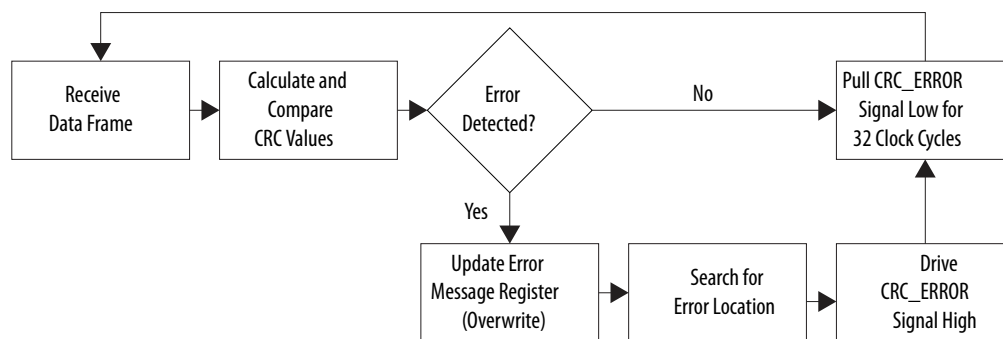 Receive
Data Frame
Calculate and
Compare
CRC Values
Error
Detected?
No
Pull CRC_ERROR
Signal Low for
32 Clock Cycles
Yes
Update Error
Message Register
(Overwrite)
Search for
Error Location
Drive
CRC_ERROR
Signal High